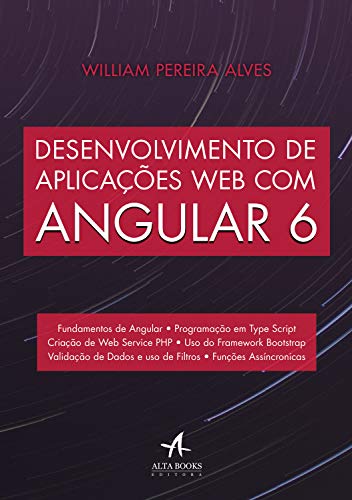 WILLIAM PEREIRA ALVES
DESENVOLVIMENTO DE
APLICAÇÕES WEB COM
ANGULAR 6
Fundamentos de Angular • Programação em Type Script
Criação de Web Service PHP • Uso do Framework Bootstrap
Validação de Dados e uso de Filtros • Funções Assíncronicas
ALTA BOOKS
EDITORA